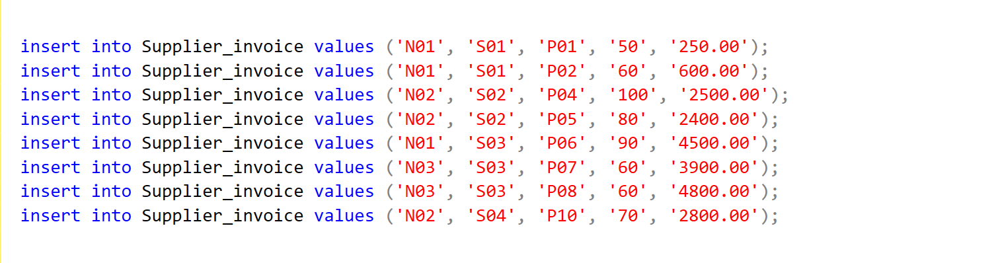 insert into Supplier_invoice values ('N01', 'S01', 'P01', '50', '250.00');
insert into Supplier_invoice values ('N01', 'S01', 'P02', '60', '600.00');
insert into Supplier_invoice values ('N02', 'S02', 'P04', '100', '2500.00');
insert into Supplier_invoice values ('N02', 'S02', 'P05', '80', '2400.00');
insert into Supplier_invoice values ('N01', 'S03', 'P06', '90', '4500.00');
insert into Supplier_invoice values ('N03', 'S03', 'P07', '60', '3900.00');
insert into Supplier_invoice values ('N03', 'S03', 'P08', '60', '4800.00');
insert into Supplier_invoice values ('N02', 'S04', 'P10', '70', '2800.00');